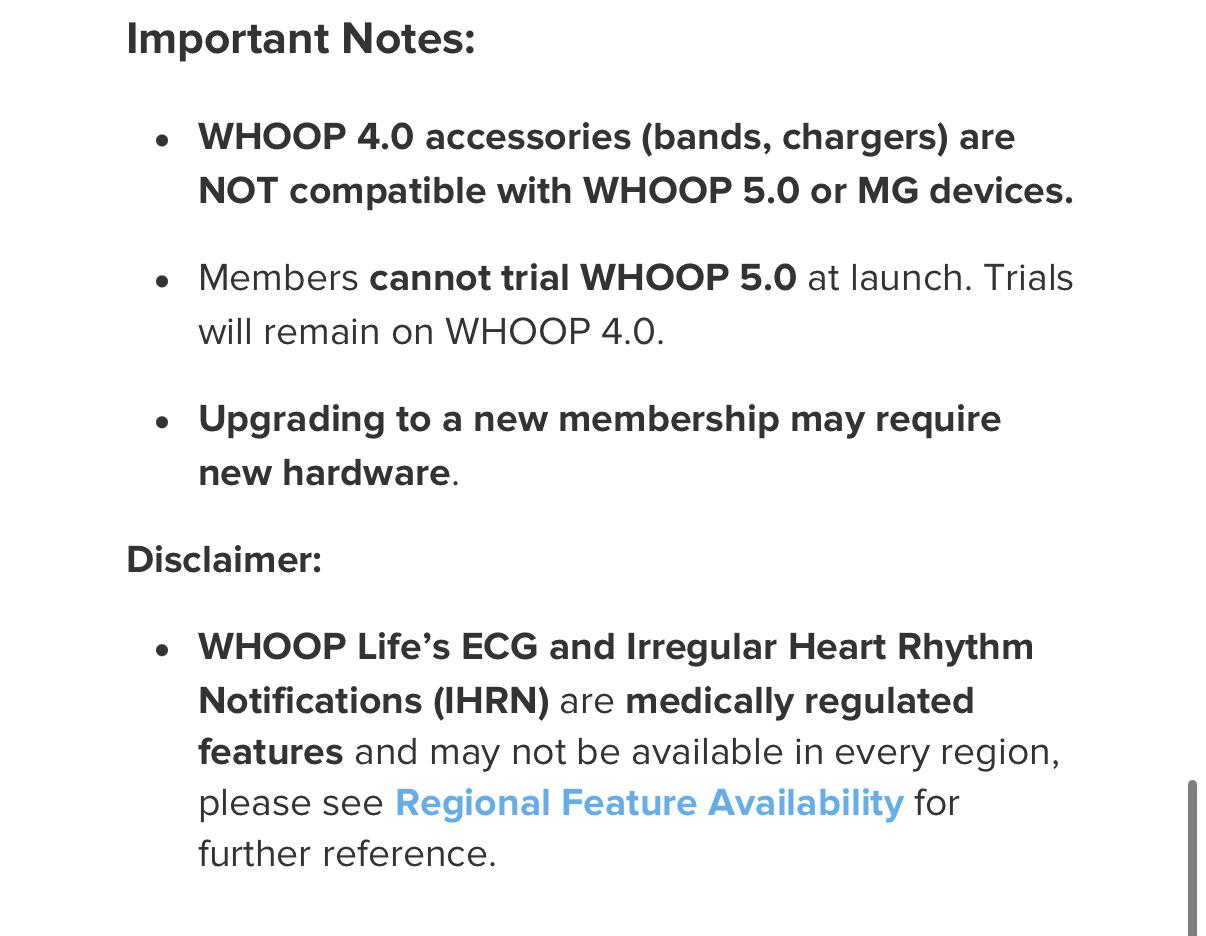 Important Notes:
• WHOOP 4.0 accessories (bands, chargers) are
NOT compatible with WHOOP 5.0 or MG devices.
• Members cannot trial WHOOP 5.0 at launch. Trials
will remain on WHOOP 4.0.
• Upgrading to a new membership may require
new hardware.
Disclaimer:
• WHOOP Life’s ECG and Irregular Heart Rhythm
Notifications (IHRN) are medically regulated
features and may not be available in every region,
please see Regional Feature Availability for
further reference.